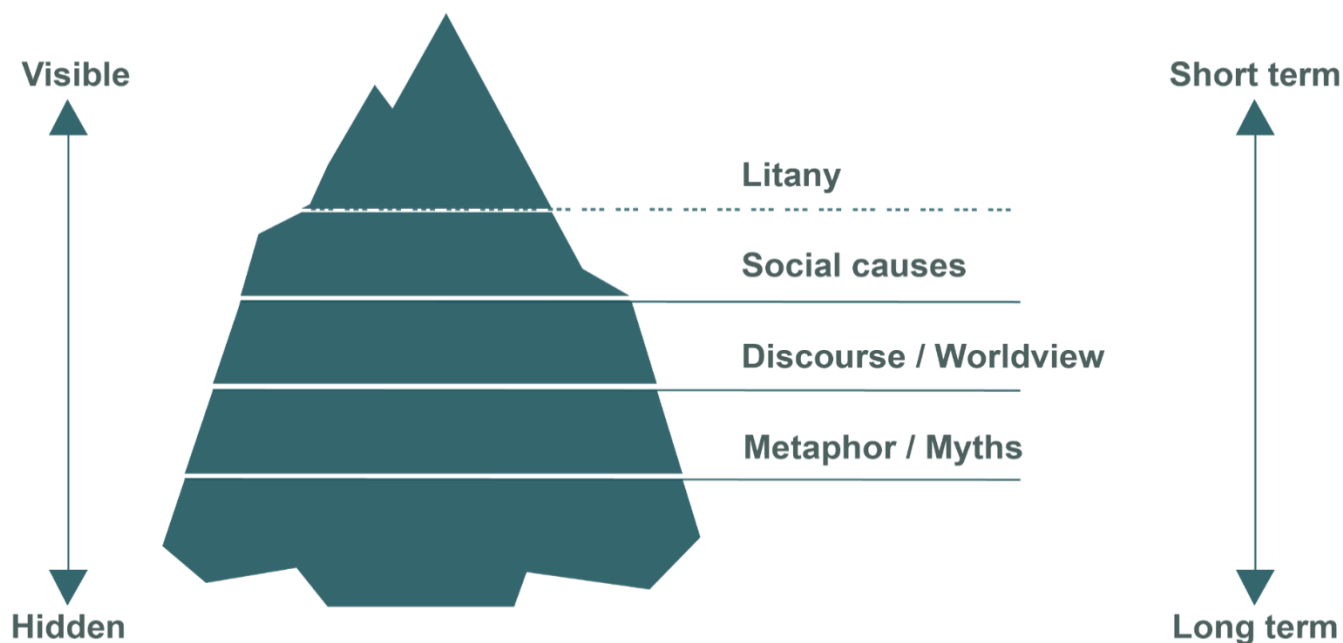 Visible
Short term
Litany
Social causes
Discourse / Worldview
Metaphor / Myths
Hidden
Long term